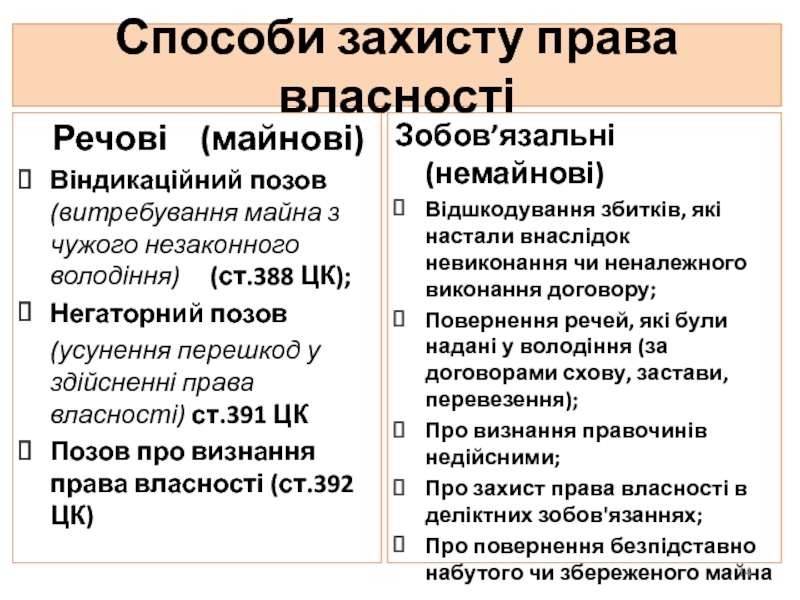 Способи захисту права
власності
Речові (майнові)
Віндикаційний позов
(витребування майна з
чужого незаконного
володіння) (ст.388 ЦК);
Негаторний позов
(усунення перешкод у
здійсненні права
власності) ст.391 ЦК
Позов про визнання
права власності (ст.392
ЦК)
Зобов’язальні
(немайнові)
Відшкодування збитків, які
настали внаслідок
невиконання чи неналежного
виконання договору;
Повернення речей, які були
надані у володіння (за
договорами схову, застави,
перевезення);
Про визнання правочинів
недійсними;
Про захист права власності в
деліктних зобов'язаннях;
Про повернення безпідставно
набутого чи збереженого майна